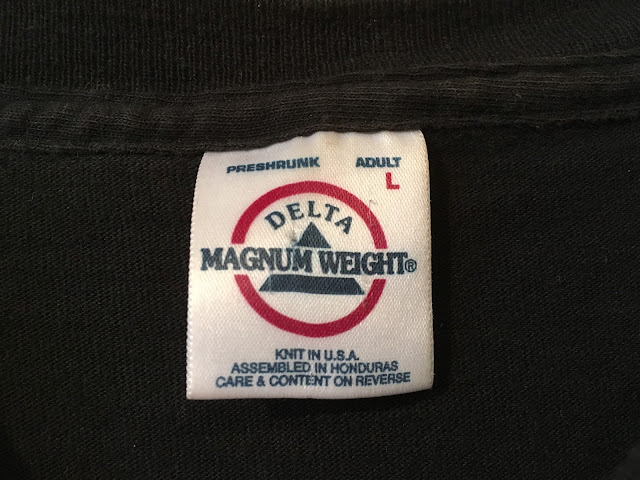 PRESHRUNK ADULT
L
DELTA
MAGNUM WEIGHT®
KNIT IN U.S.A.
ASSEMBLED IN HONDURAS
CARE & CONTENT ON REVERSE